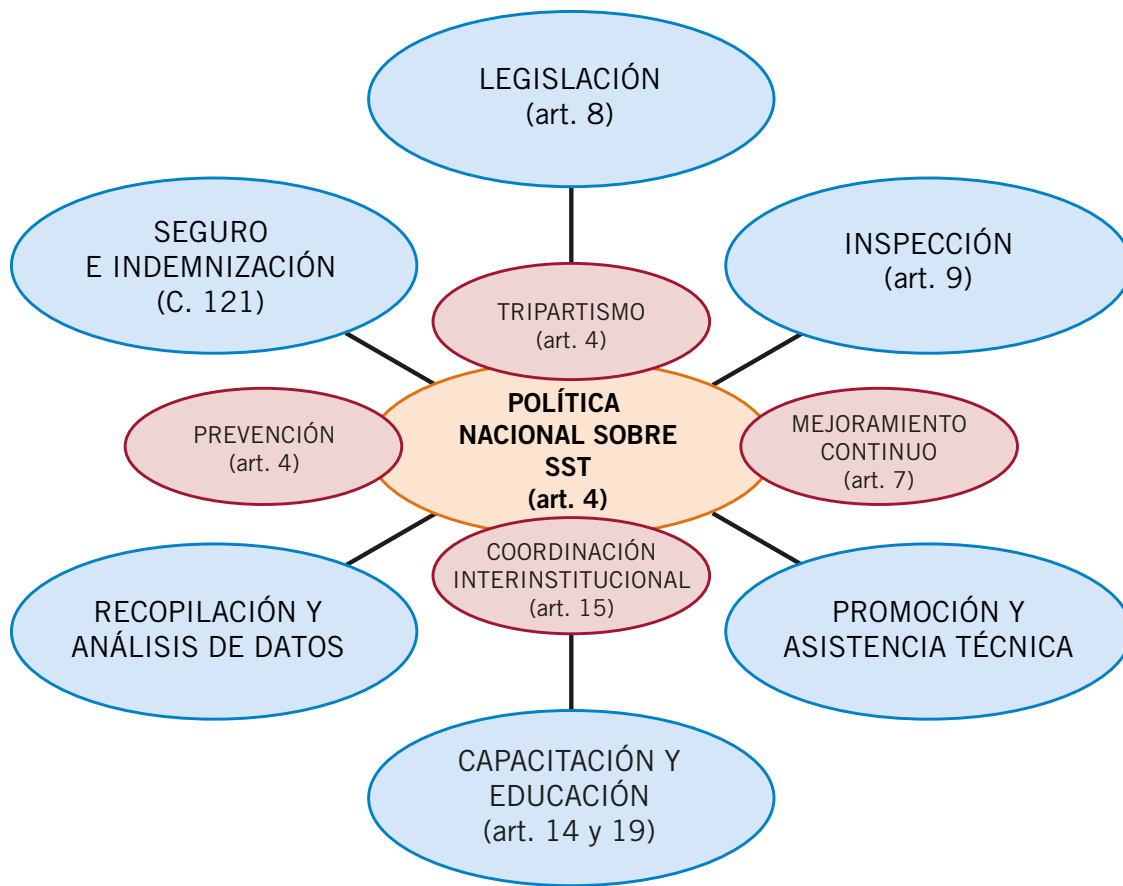 LEGISLACIÓN
(art. 8)
SEGURO
E INDEMNIZACIÓN
(C. 121)
INSPECCIÓN
(art. 9)
TRIPARTISMO
(art. 4)
PREVENCIÓN
(art. 4)
POLÍTICA
NACIONAL SOBRE
SST
(art. 4)
MEJORAMIENTO
CONTINUO
(art. 7)
COORDINACIÓN
INTERINSTITUCIONAL
(art. 15)
RECOPILACIÓN Y
ANÁLISIS DE DATOS
PROMOCIÓN Y
ASISTENCIA TÉCNICA
CAPACITACIÓN Y
EDUCACIÓN
(art. 14 y 19)